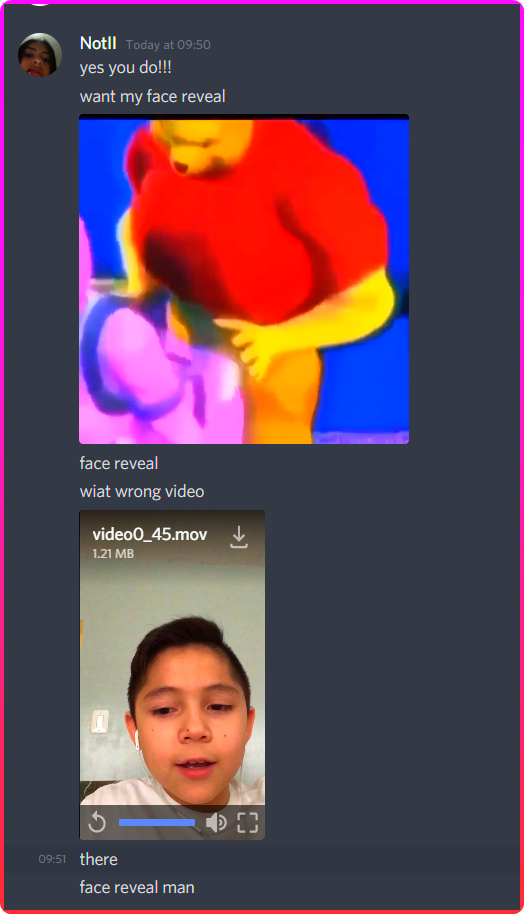 NotII Today at 09:50
yes you do!!!
want my face reveal
face reveal
wiat wrong video
video0_45.mov
1.21 MB
09:51 there
face reveal man